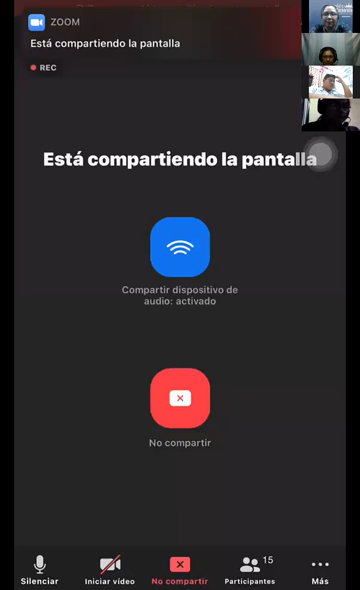 ZOOM
Está compartiendo la pantalla
REC
Está compartiendo la pantalla
Compartir dispositivo de
audio: activado
No compartir
15
Silenciar
Iniciar vídeo
No compartir
Participantes
Más